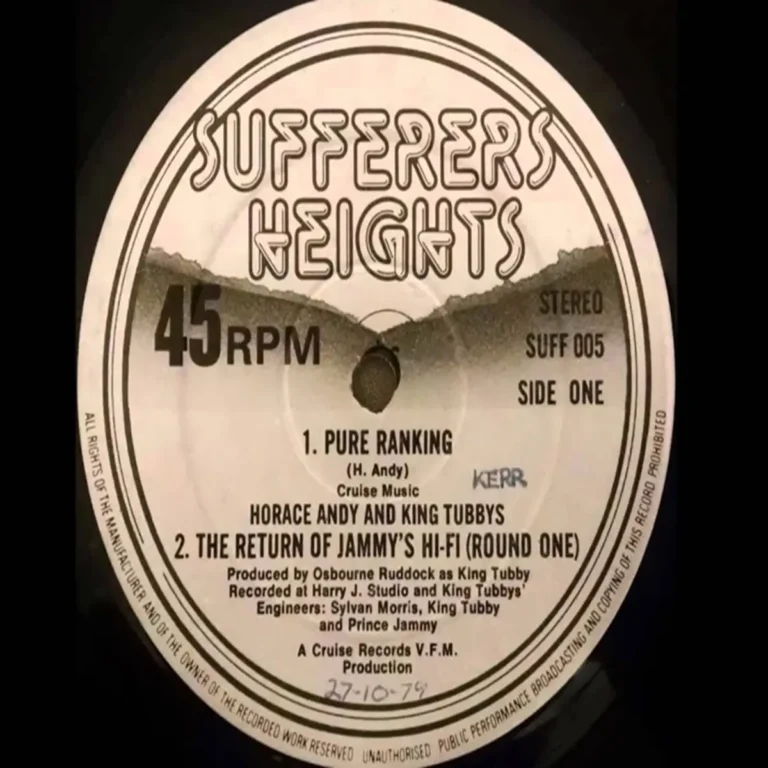 SUFFERERS
HEIGHTS
45 RPM
STEREO
SUFF 005
SIDE ONE
1. PURE RANKING
(H. Andy)
Cruise Music
KERR
HORACE ANDY AND KING TUBBYS
2. THE RETURN OF JAMMY'S HI-FI (ROUND ONE)
Produced by Osbourne Ruddock as King Tubby
Recorded at Harry J. Studio and King Tubbys'
Engineers: Sylvan Morris, King Tubby
and Prince Jammy
A Cruise Records V.F.M.
Production
27-10-79
ALL RIGHTS OF THE MANUFACTURER AND OF THE OWNER OF THE RECORDED WORK RESERVED UNAUTHORISED PUBLIC PERFORMANCE BROADCASTING AND COPYING OF THIS RECORD PROHIBITED